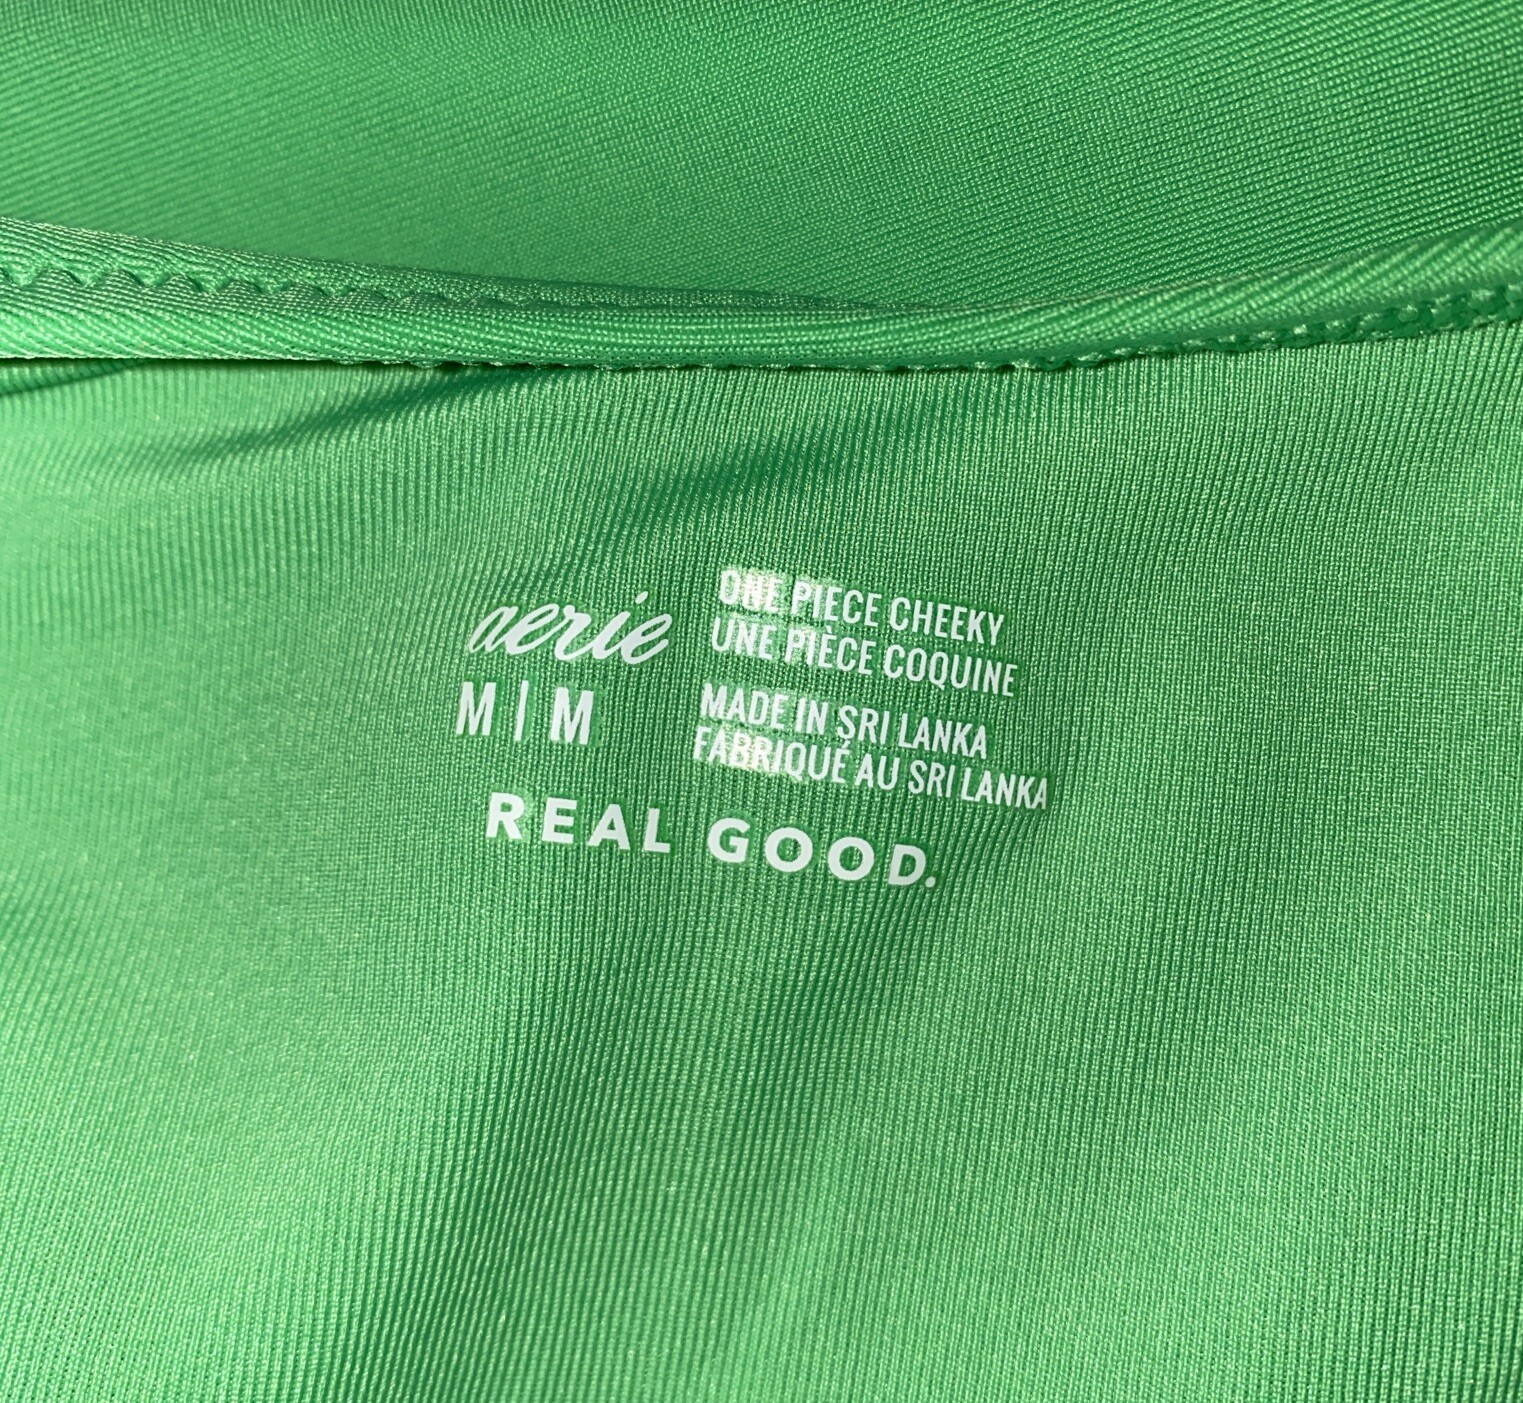 aerie
M | M
ONE PIECE CHEEKY
UNE PIÈCE COQUINE
MADE IN SRI LANKA
FABRIQUÉ AU SRI LANKA
REAL GOOD.